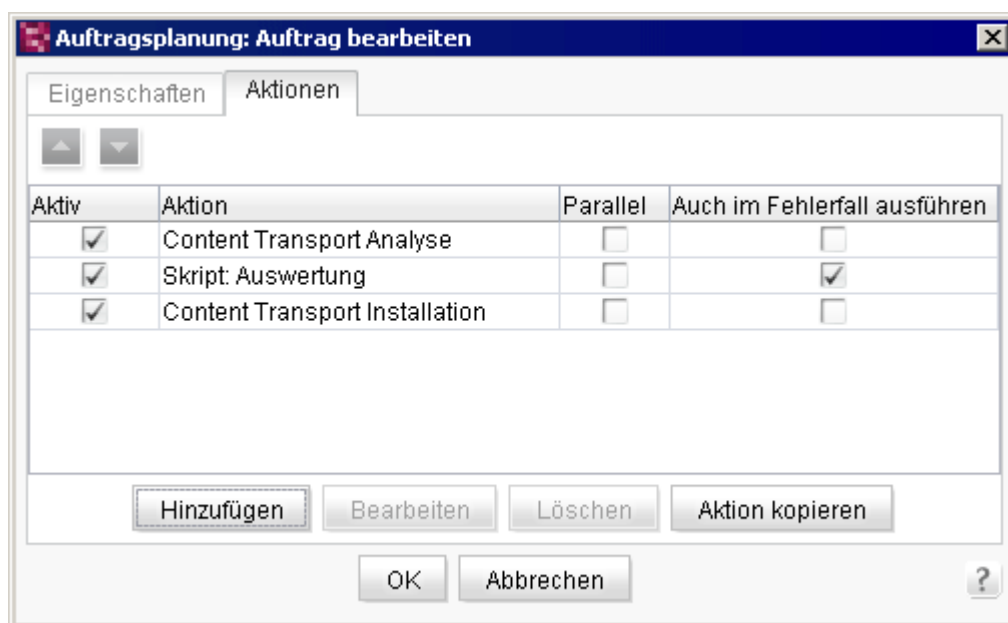 Auftragsplanung: Auftrag bearbeiten
Eigenschaften Aktionen
Aktiv Aktion Parallel Auch im Fehlerfall ausführen
Content Transport Analyse
Skript: Auswertung
Content Transport Installation
Hinzufügen Bearbeiten Löschen Aktion kopieren
OK Abbrechen ?